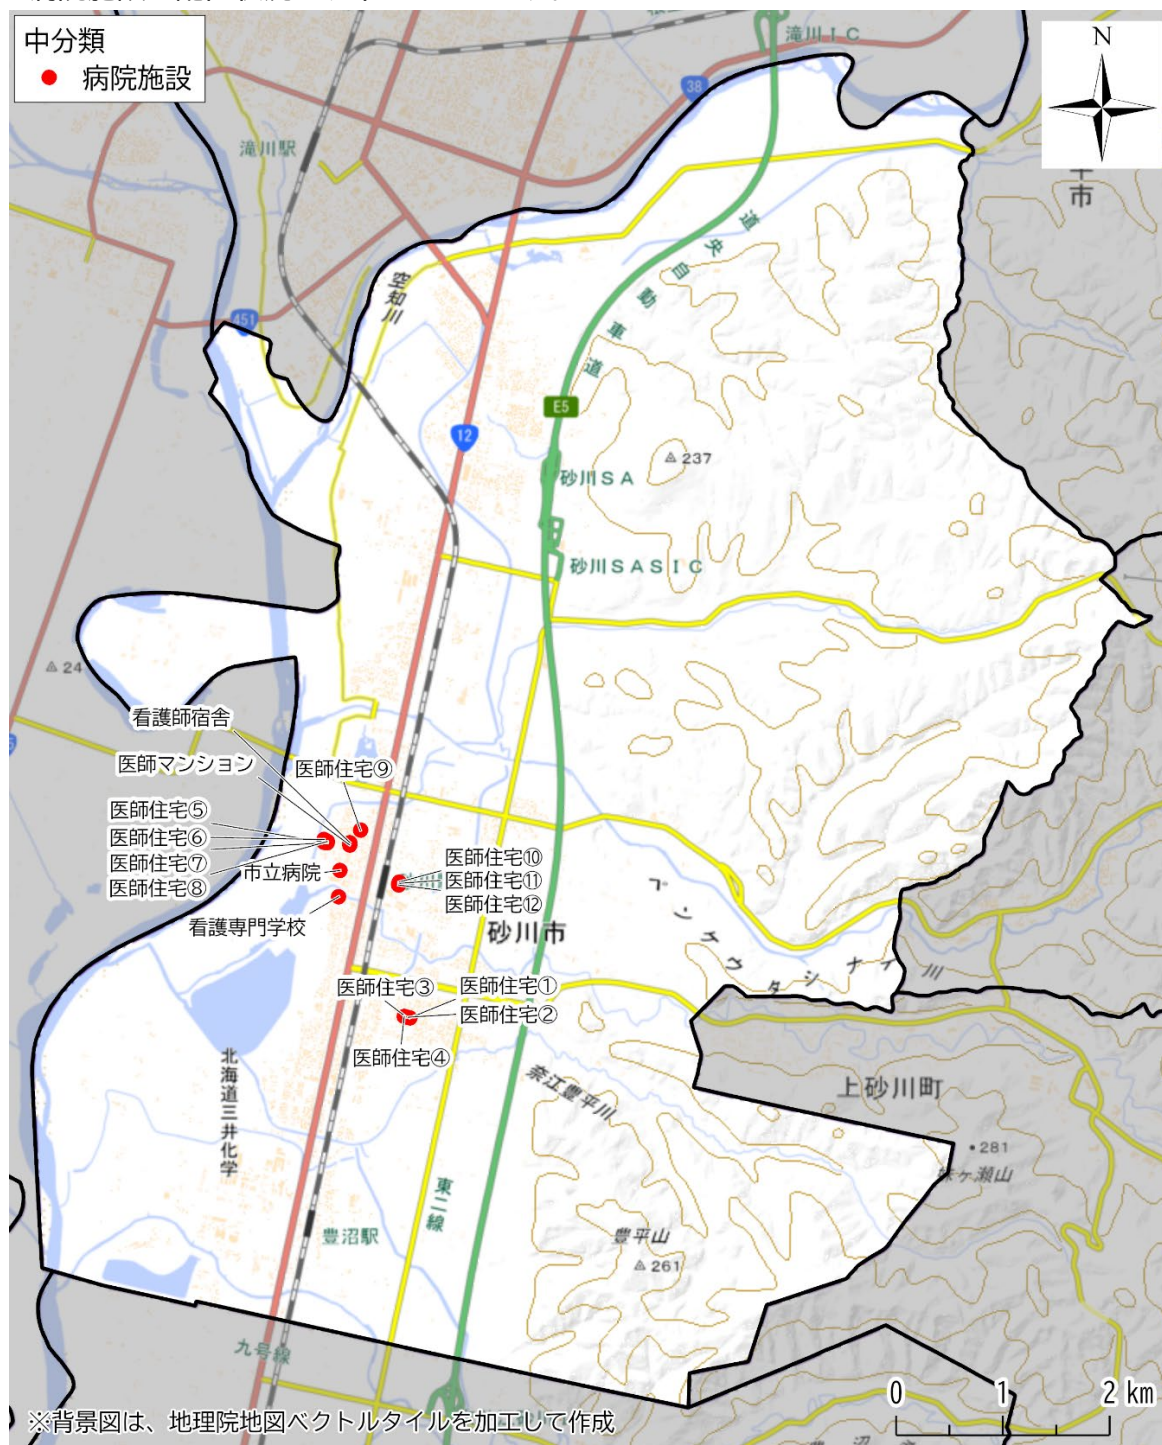 中分類
病院施設
N
滝川IC
38
滝川駅
市
道央自動車道
空知川
451
E5
12
237
砂川SA
砂川SASIC
24
看護師宿舎
医師マンション
医師住宅⑨
医師住宅⑤
医師住宅⑥
医師住宅⑦
医師住宅⑧
市立病院
医師住宅⑩
医師住宅⑪
医師住宅⑫
看護専門学校
砂川市
ペンケウタシナイ川
医師住宅③
医師住宅①
医師住宅②
医師住宅④
北海道三井化学
奈江豊平川
上砂川町
281
妹ヶ瀬山
東二線
豊沼駅
豊平山
261
九号線
0 1 2 km
※背景図は、地理院地図ベクトルタイルを加工して作成